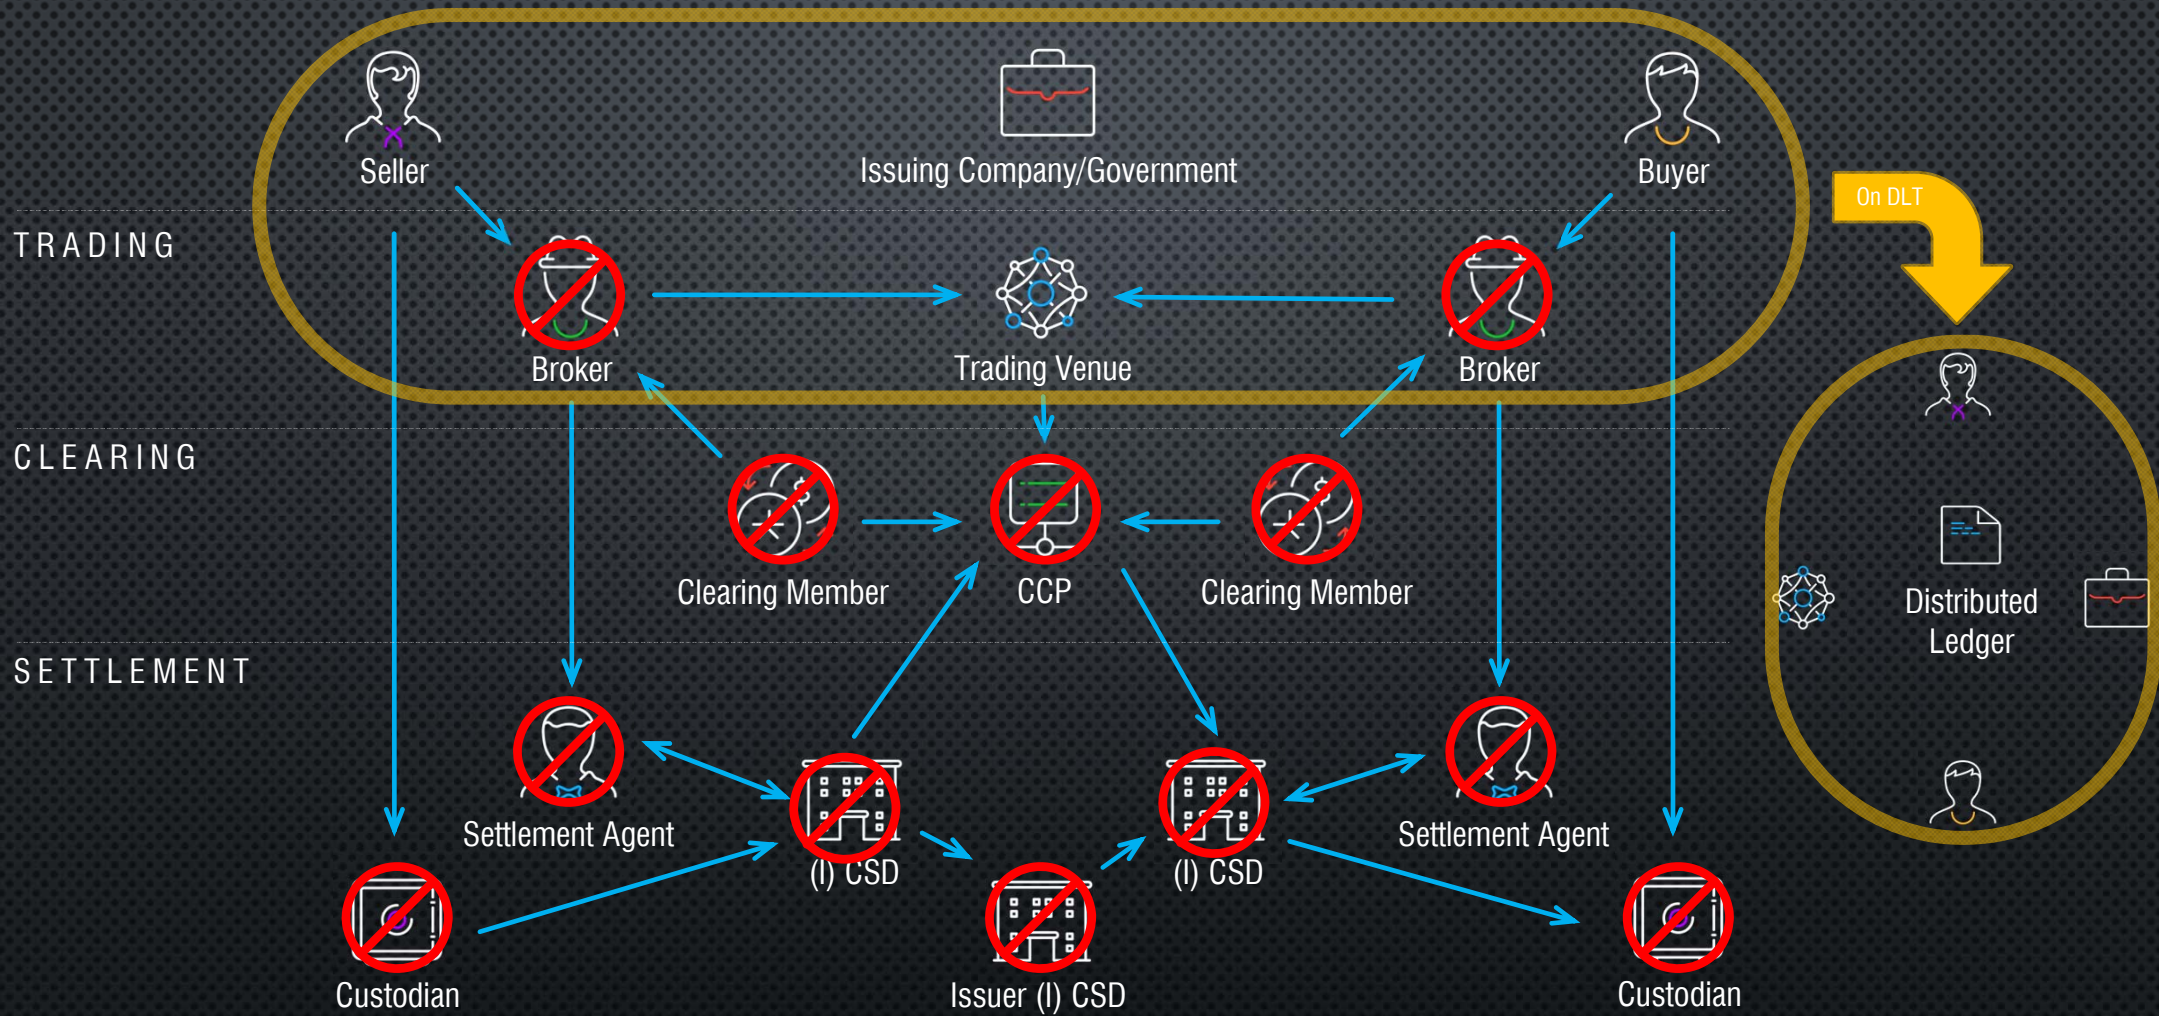 Seller
Issuing Company/Government
Buyer
On DLT
TRADING
Broker
Trading Venue
Broker
CLEARING
Clearing Member
CCP
Clearing Member
Distributed
Ledger
SETTLEMENT
Settlement Agent
(I) CSD
(I) CSD
Settlement Agent
Custodian
Issuer (I) CSD
Custodian